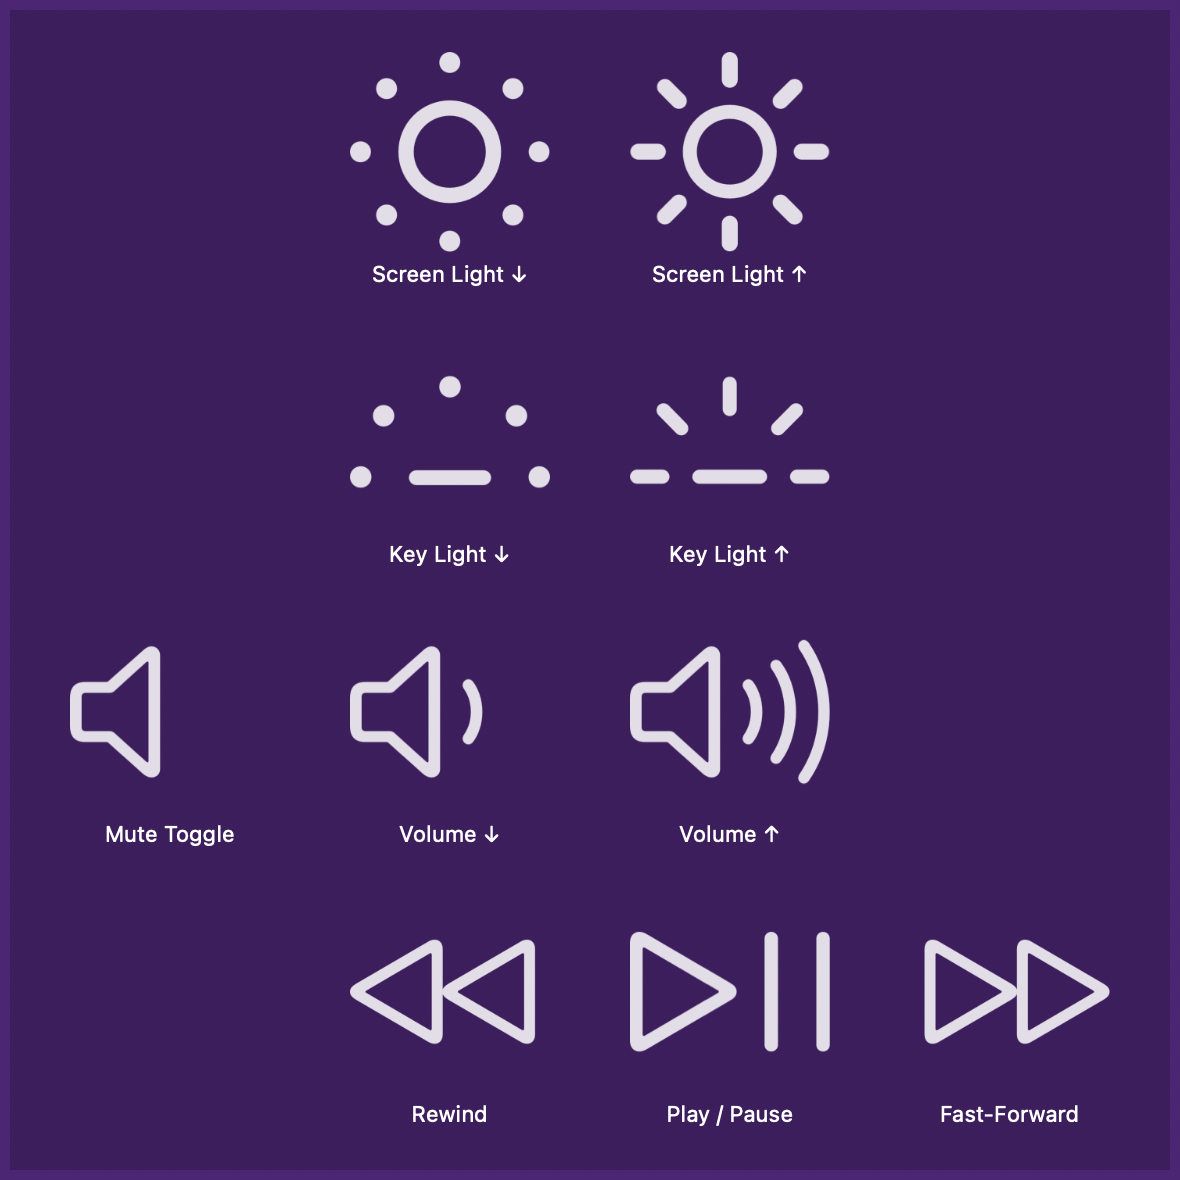 Screen Light ↓
Screen Light ↑
Key Light ↓
Key Light ↑
Mute Toggle
Volume ↓
Volume ↑
Rewind
Play / Pause
Fast-Forward